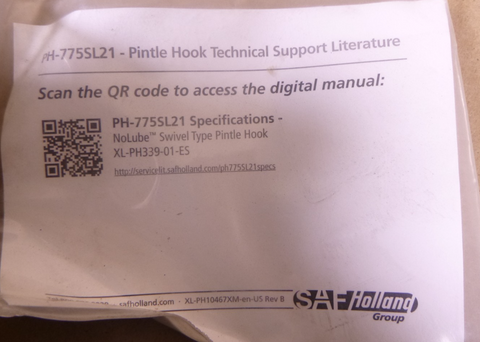 PH-775SL21 - Pintle Hook Technical Support Literature
Scan the QR code to access the digital manual:
PH-775SL21 Specifications -
NoLube™ Swivel Type Pintle Hook
XL-PH339-01-ES
http://servicelit.safholland.com/ph775SL21specs
safholland.com · XL-PH10467XM-en-US Rev B
SAF Holland
Group